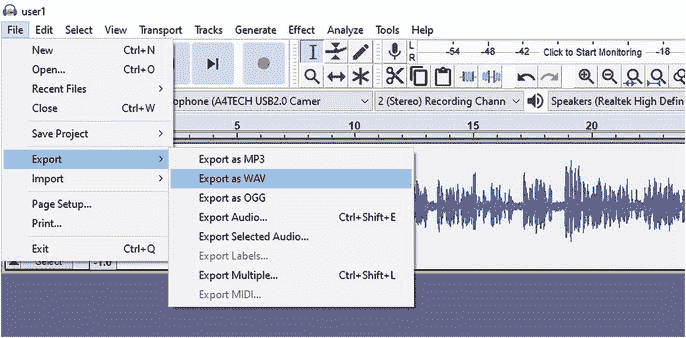 user1
File Edit Select View Transport Tracks Generate Effect Analyze Tools Help
New Ctrl+N
Open... Ctrl+O
Recent Files
Close Ctrl+W
Save Project
Export
Import
Page Setup...
Print...
Exit Ctrl+Q
L
R
-54 -48 -42 Click to Start Monitoring -18
ophone (A4TECH USB2.0 Camer 2 (Stereo) Recording Chann Speakers (Realtek High Defin
5 10 15 20
Export as MP3
Export as WAV
Export as OGG
Export Audio... Ctrl+Shift+E
Export Selected Audio...
Export Labels...
Export Multiple... Ctrl+Shift+L
Export MIDI...
Select -1.0